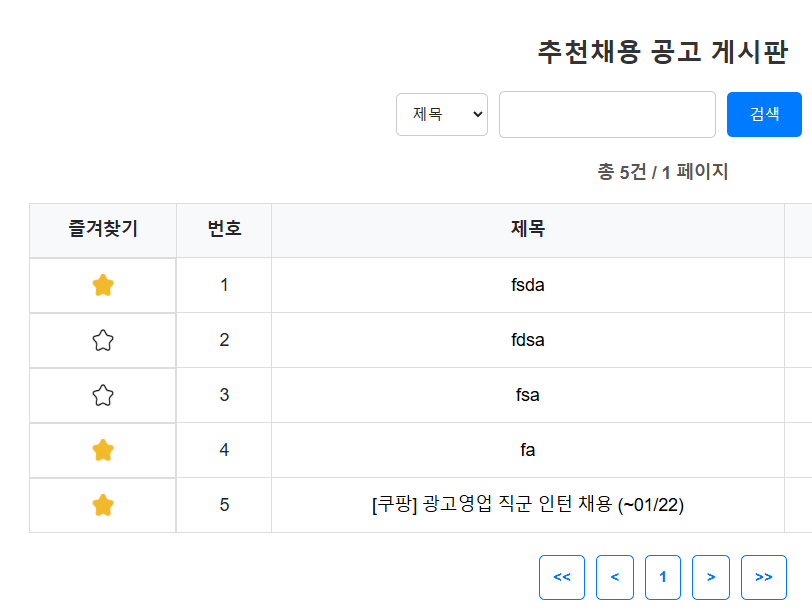 추천채용 공고 게시판
제목 검색
총 5건 / 1 페이지
즐겨찾기 번호 제목
1 fsda
2 fdsa
3 fsa
4 fa
5 [쿠팡] 광고영업 직군 인턴 채용 (~01/22)
<< < 1 > >>